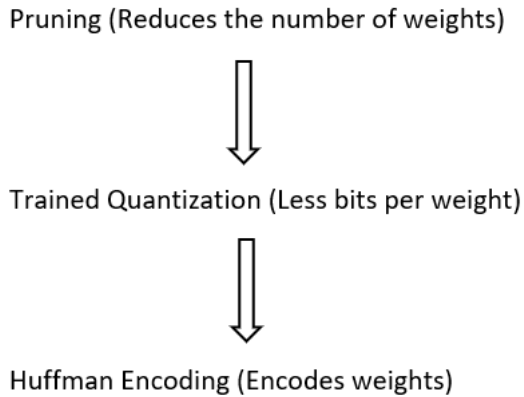 Pruning (Reduces the number of weights)
Trained Quantization (Less bits per weight)
Huffman Encoding (Encodes weights)